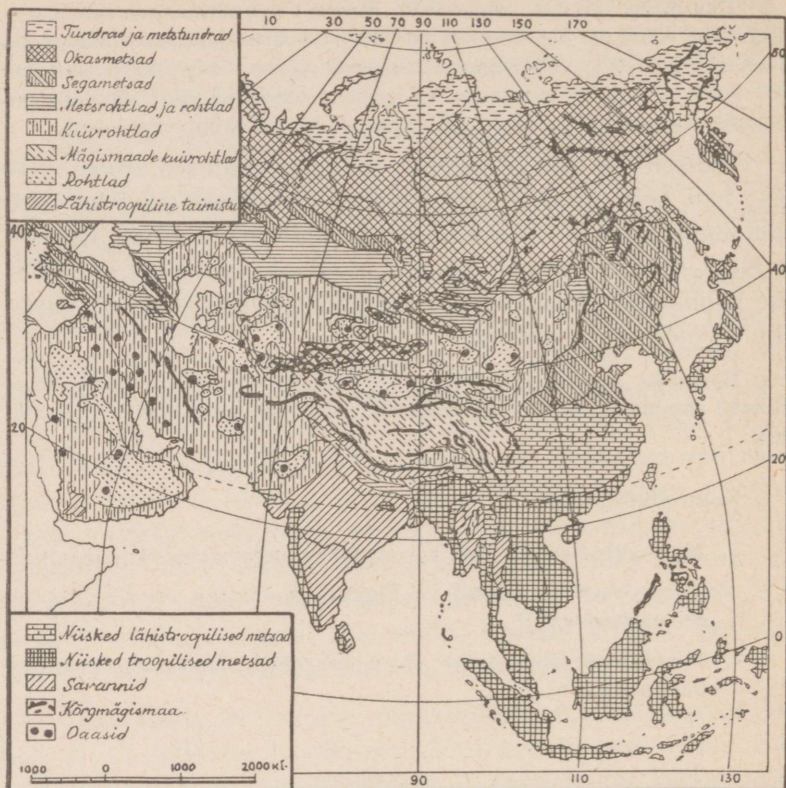 10 30 50 70 90 110 130 150 170
Tundrad ja metstundrad
Okasmetsad
Segametsad
Metsrohtlad ja rohtlad
Kuivrohtlad
Mägismaade kuivrohtlad
Rohtlad
Lähistroopiline taimistu
60
40
40
20
20
0
Niisked lähistroopilised metsad
Niisked troopilised metsad
Savannid
Kõrgmägismaa
Oaasid
1000 0 1000 2000
90 110 130